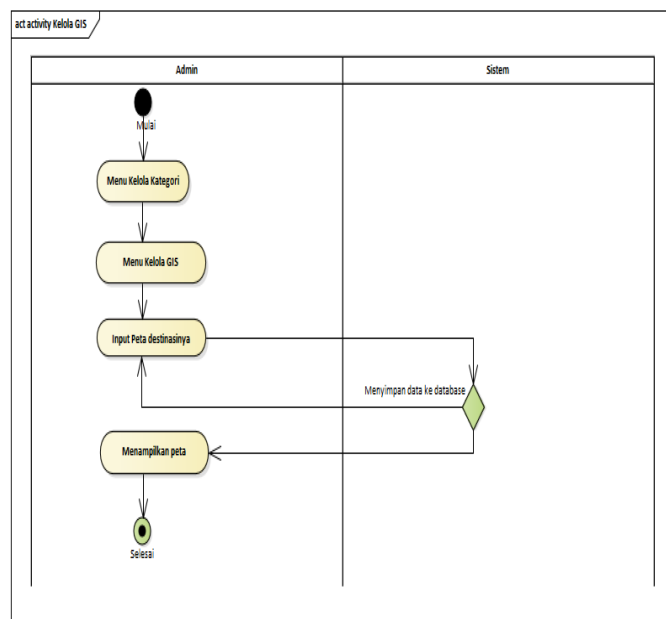 act activity Kelola GIS
Admin
Sistem
Mulai
Menu Kelola Kategori
Menu Kelola GIS
Input Peta destinasinya
Menyimpan data ke database
Menampilkan peta
Selesai